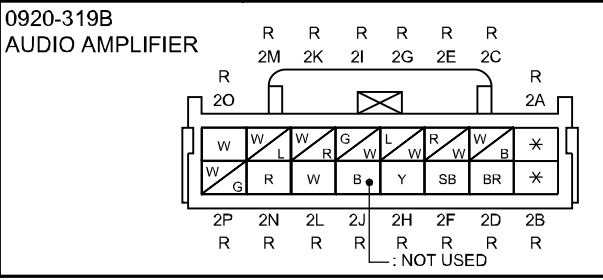 0920-319B
AUDIO AMPLIFIER
R R R R R R
2M 2K 2I 2G 2E 2C
R R
2O 2A
W W L W R G W L W R W W B *
W G R W B Y SB BR *
2P 2N 2L 2J 2H 2F 2D 2B
R R R R R R R R
: NOT USED